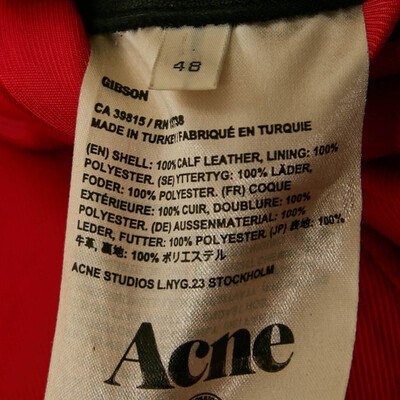 48
GIBSON
CA 39815 / RN
MADE IN TURKEY/FABRIQUÉ EN TURQUIE
(EN) SHELL: 100% CALF LEATHER, LINING: 100%
POLYESTER. (SE) YTTERTYG: 100% LÄDER,
FODER: 100% POLYESTER. (FR) COQUE
EXTÉRIEURE: 100% CUIR, DOUBLURE: 100%
POLYESTER. (DE) AUSSENMATERIAL: 100%
LEDER, FUTTER: 100% POLYESTER. (JP) 表地: 100%
牛革, 裏地: 100% ポリエステル
ACNE STUDIOS L.NYG.23 STOCKHOLM
Acne